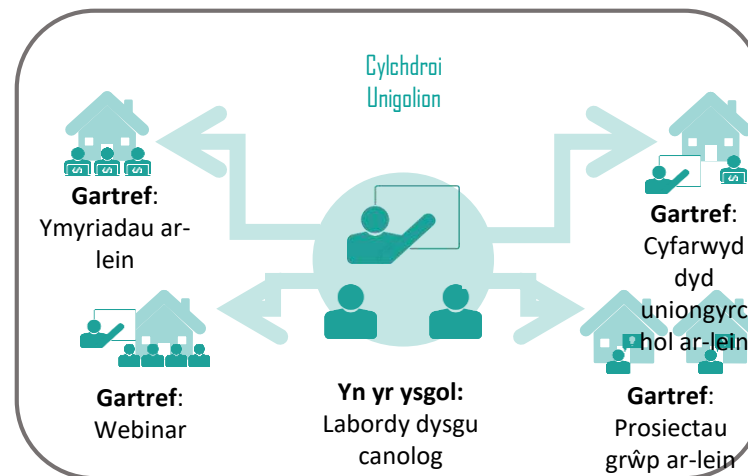 Cylchdroi
Unigolion
Gartref:
Ymyriadau ar-
lein
Gartref:
Cyfarwyd
dyd
uniongyrc
hol ar-lein
Gartref:
Webinar
Yn yr ysgol:
Labordy dysgu
canolog
Gartref:
Prosiectau
grŵp ar-lein